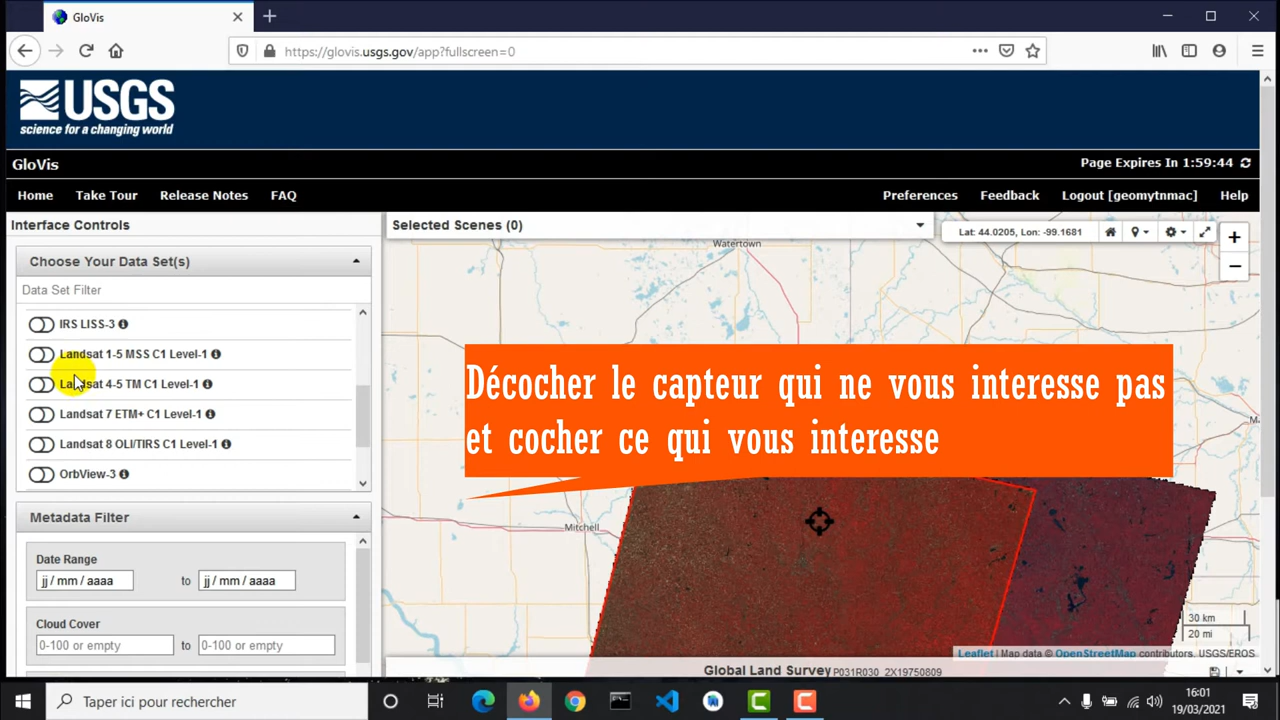 GloVis
https://glovis.usgs.gov/app?fullscreen=0
USGS
science for a changing world
GloVis
Page Expires In 1:59:44
Home Take Tour Release Notes FAQ Preferences Feedback Logout [geomytnmac] Help
Interface Controls
Selected Scenes (0)
Lat: 44.0205, Lon: -99.1681
+
−
Watertown
Choose Your Data Set(s)
Data Set Filter
IRS LISS-3
Landsat 1-5 MSS C1 Level-1
Landsat 4-5 TM C1 Level-1
Landsat 7 ETM+ C1 Level-1
Landsat 8 OLI/TIRS C1 Level-1
OrbView-3
Décocher le capteur qui ne vous interesse pas
et cocher ce qui vous interesse
Mitchell
Metadata Filter
Date Range
jj / mm / aaaa to jj / mm / aaaa
Cloud Cover
0-100 or empty to 0-100 or empty
30 km
20 mi
Leaflet | Map data © OpenStreetMap contributors, USGS/EROS
Global Land Survey P031R030_2X19750809
Taper ici pour rechercher
16:01
19/03/2021